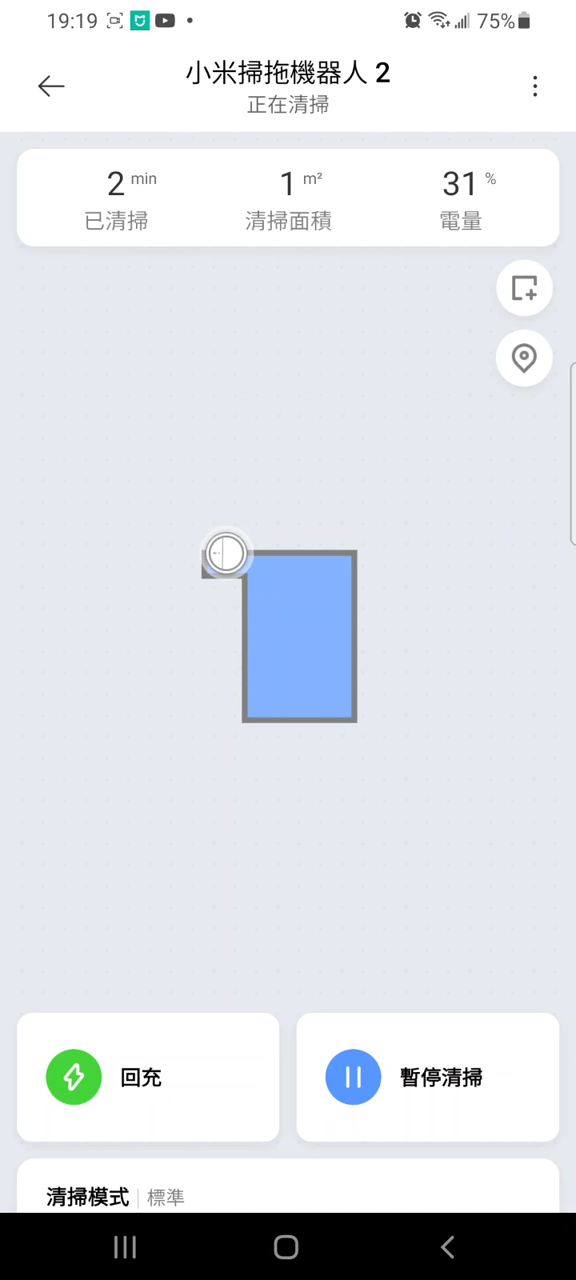 19:19 75%
小米掃拖機器人 2
正在清掃
2 min 1 m² 31 %
已清掃 清掃面積 電量
回充 暫停清掃
清掃模式 標準